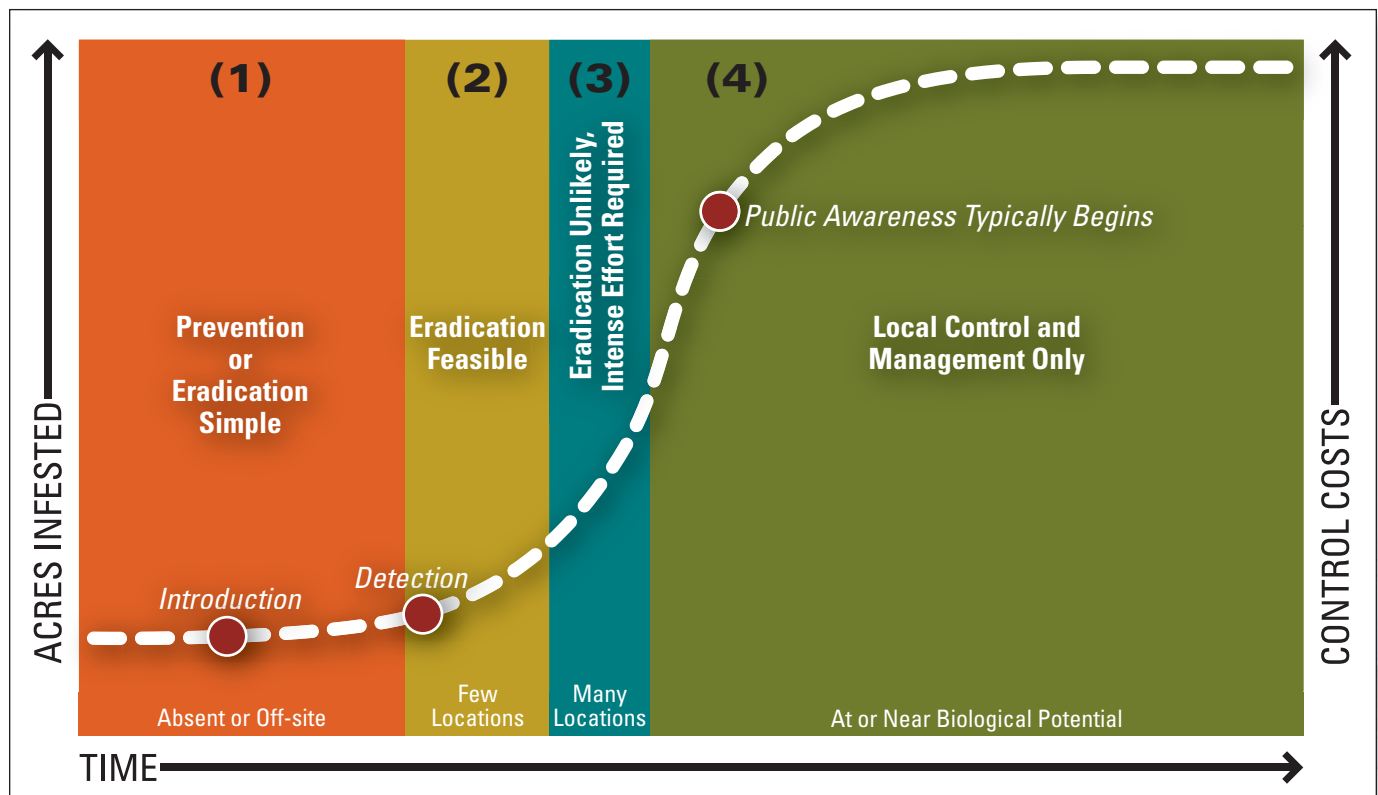 (1)
(2)
(3)
(4)
Eradication Unlikely,
Intense Effort Required
Public Awareness Typically Begins
Prevention
or
Eradication
Simple
Eradication
Feasible
Local Control and
Management Only
ACRES INFESTED
CONTROL COSTS
Introduction
Detection
Absent or Off-site
Few
Locations
Many
Locations
At or Near Biological Potential
TIME